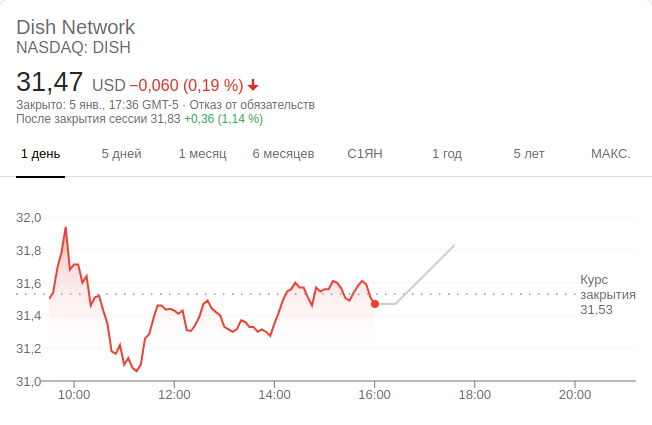 Dish Network
NASDAQ: DISH
31,47 USD −0,060 (0,19 %)
Закрыто: 5 янв., 17:36 GMT-5 · Отказ от обязательств
После закрытия сессии 31,83 +0,36 (1,14 %)
1 день 5 дней 1 месяц 6 месяцев С1ЯН 1 год 5 лет МАКС.
32,0
31,8
31,6
31,4
31,2
31,0
Курс
закрытия
31,53
10:00 12:00 14:00 16:00 18:00 20:00